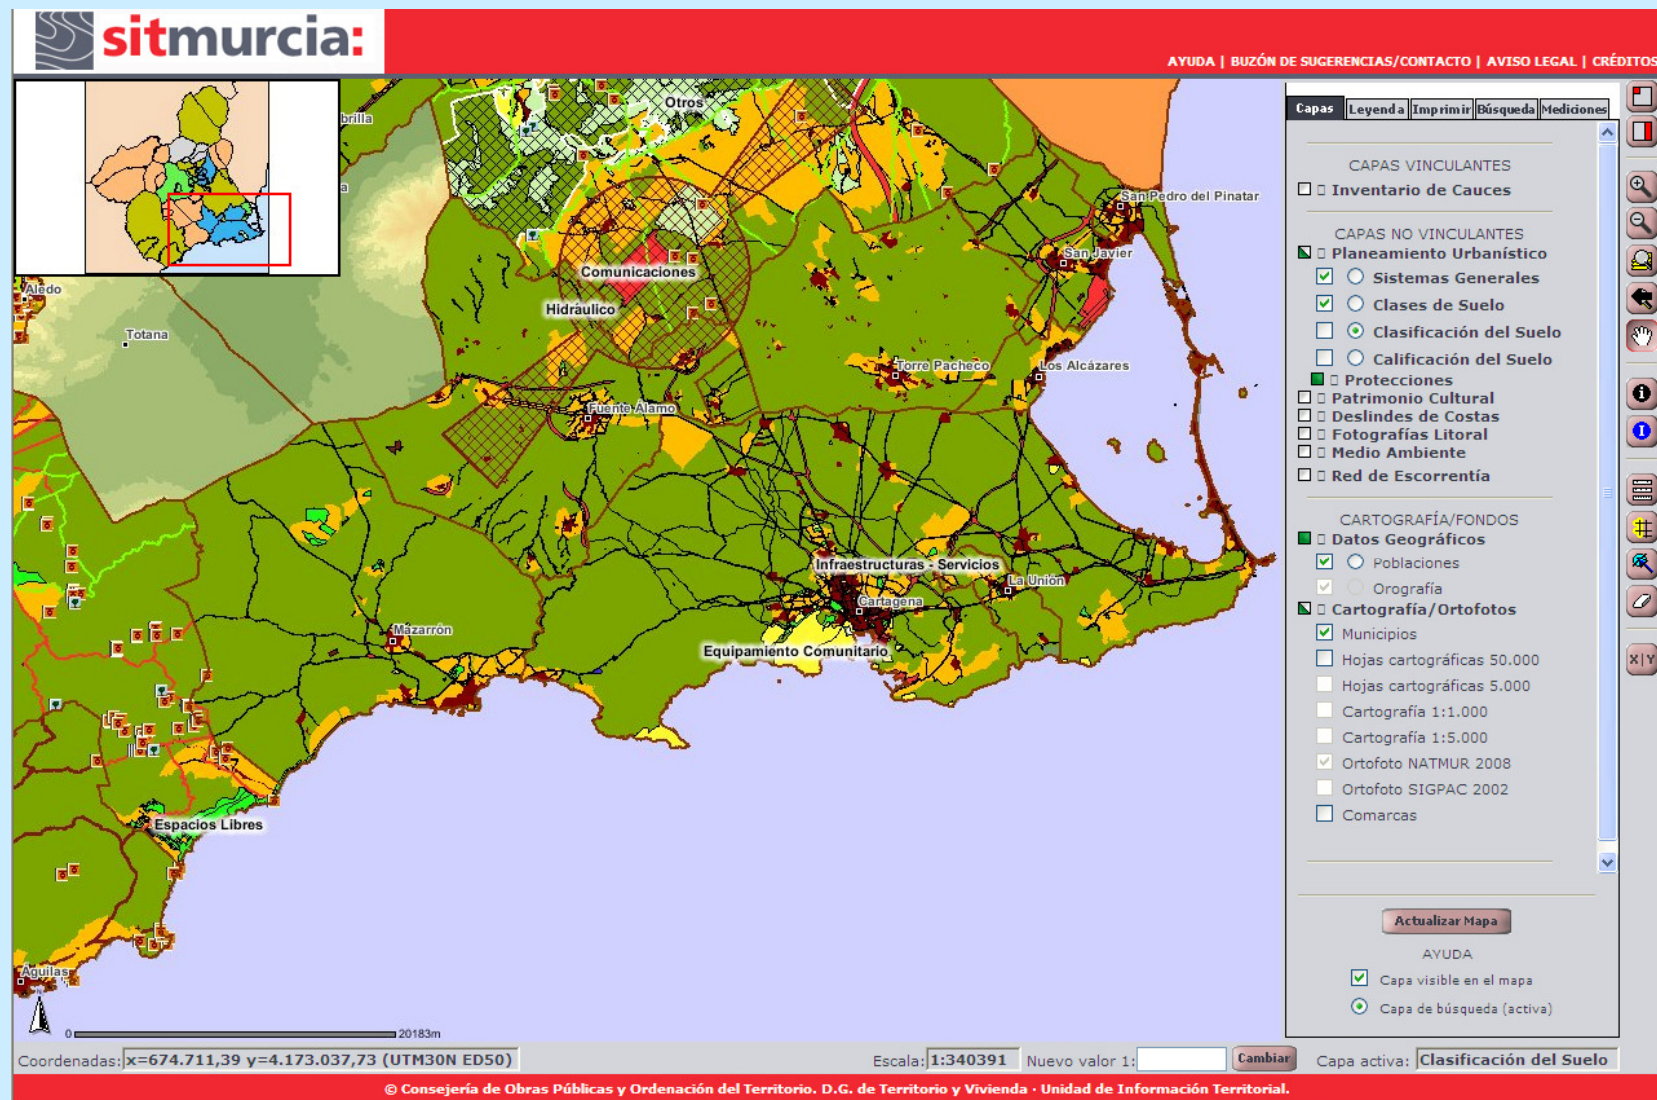 sitmurcia:
AYUDA | BUZÓN DE SUGERENCIAS/CONTACTO | AVISO LEGAL | CRÉDITOS
Capas Leyenda Imprimir Búsqueda Mediciones
CAPAS VINCULANTES
Inventario de Cauces
CAPAS NO VINCULANTES
Planeamiento Urbanístico
Sistemas Generales
Clases de Suelo
Clasificación del Suelo
Calificación del Suelo
Protecciones
Patrimonio Cultural
Deslindes de Costas
Fotografías Litoral
Medio Ambiente
Red de Escorrentía
CARTOGRAFÍA/FONDOS
Datos Geográficos
Poblaciones
Orografía
Cartografía/Ortofotos
Municipios
Hojas cartográficas 50.000
Hojas cartográficas 5.000
Cartografía 1:1.000
Cartografía 1:5.000
Ortofoto NATMUR 2008
Ortofoto SIGPAC 2002
Comarcas
Actualizar Mapa
AYUDA
Capa visible en el mapa
Capa de búsqueda (activa)
X|Y
Otros
brilla
San Pedro del Pinatar
San Javier
Comunicaciones
Aledo
Hidráulico
Totana
Torre Pacheco
Los Alcázares
Fuente Álamo
Infraestructuras - Servicios
La Unión
Cartagena
Mazarrón
Equipamiento Comunitario
Espacios Libres
Águilas
N
0 20183m
Coordenadas: x=674.711,39 y=4.173.037,73 (UTM30N ED50)
Escala: 1:340391 Nuevo valor 1: Cambiar
Capa activa: Clasificación del Suelo
© Consejería de Obras Públicas y Ordenación del Territorio. D.G. de Territorio y Vivienda · Unidad de Información Territorial.